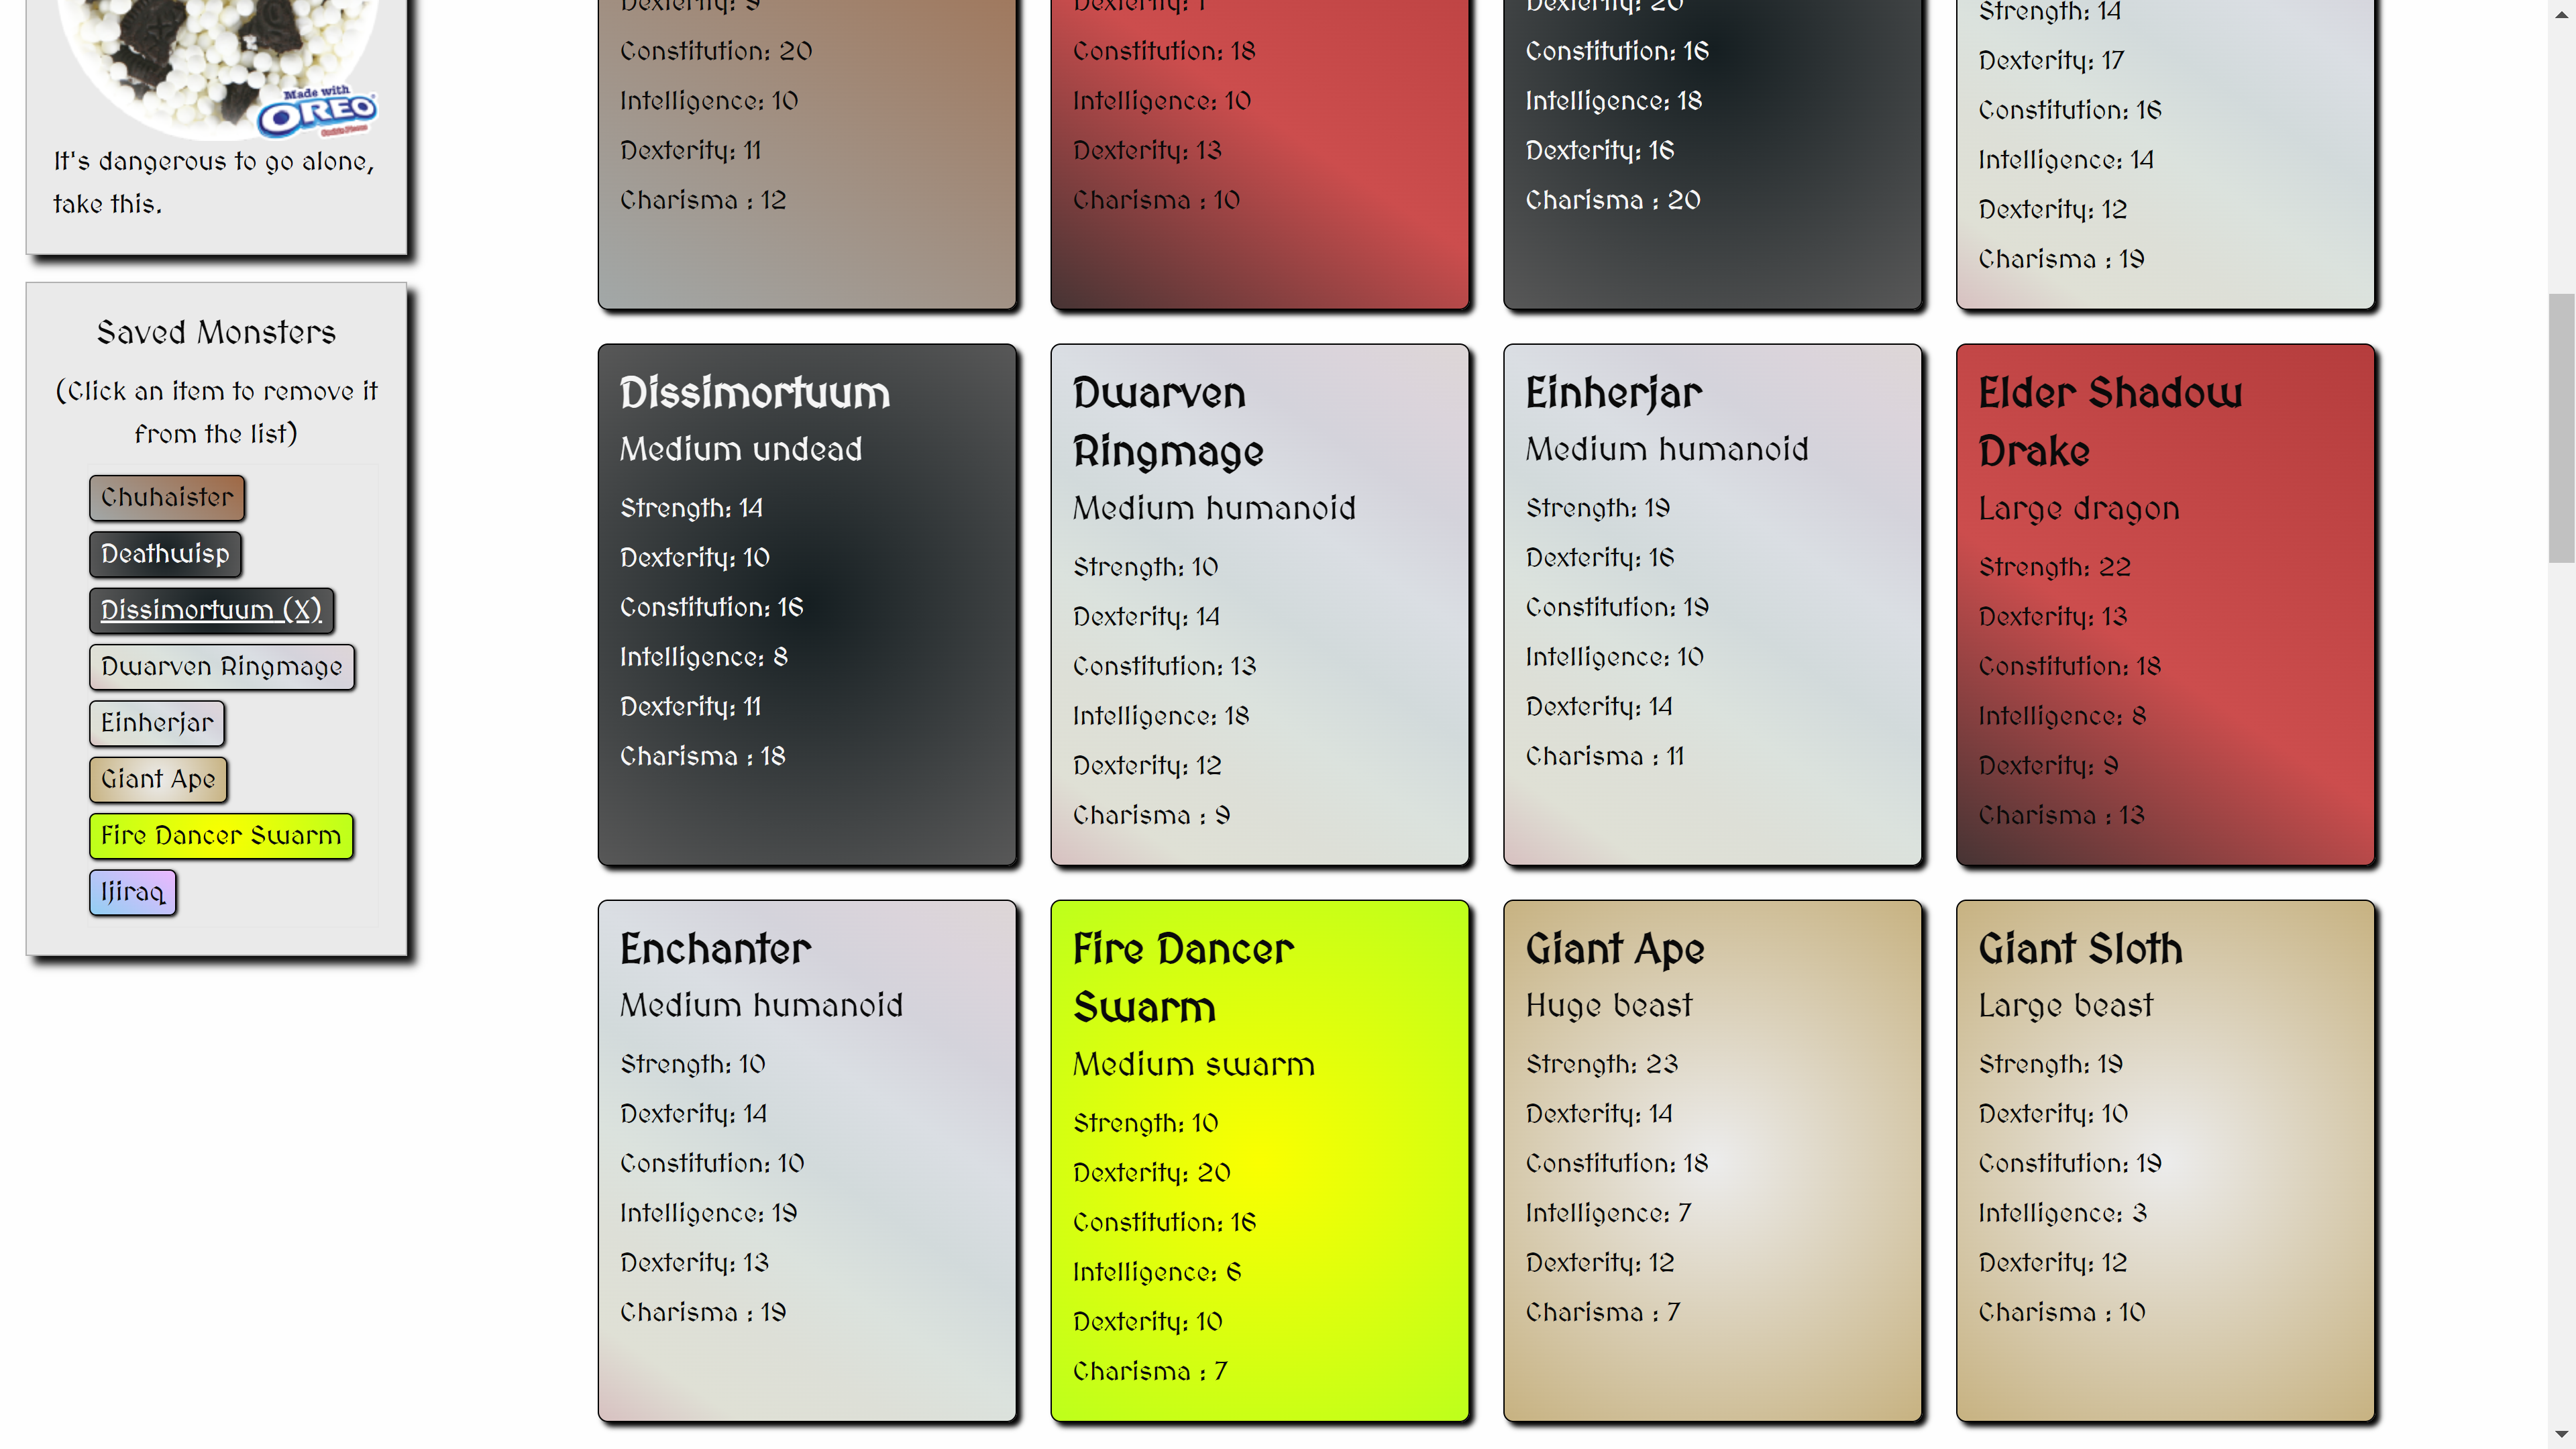 Made with
OREO
It's dangerous to go alone,
take this.
Saved Monsters
(Click an item to remove it
from the list)
Chuhaister
Deathwisp
Dissimortuum (X)
Dwarven Ringmage
Einherjar
Giant Ape
Fire Dancer Swarm
Ijiraq
Constitution: 20
Intelligence: 10
Dexterity: 11
Charisma : 12
Constitution: 18
Intelligence: 10
Dexterity: 13
Charisma : 10
Dexterity: 20
Constitution: 16
Intelligence: 18
Dexterity: 16
Charisma : 20
Strength: 14
Dexterity: 17
Constitution: 16
Intelligence: 14
Dexterity: 12
Charisma : 19
Dissimortuum
Medium undead
Strength: 14
Dexterity: 10
Constitution: 16
Intelligence: 8
Dexterity: 11
Charisma : 18
Dwarven
Ringmage
Medium humanoid
Strength: 10
Dexterity: 14
Constitution: 13
Intelligence: 18
Dexterity: 12
Charisma : 9
Einherjar
Medium humanoid
Strength: 19
Dexterity: 16
Constitution: 19
Intelligence: 10
Dexterity: 14
Charisma : 11
Elder Shadow
Drake
Large dragon
Strength: 22
Dexterity: 13
Constitution: 18
Intelligence: 8
Dexterity: 9
Charisma : 13
Enchanter
Medium humanoid
Strength: 10
Dexterity: 14
Constitution: 10
Intelligence: 19
Dexterity: 13
Charisma : 19
Fire Dancer
Swarm
Medium swarm
Strength: 10
Dexterity: 20
Constitution: 16
Intelligence: 6
Dexterity: 10
Charisma : 7
Giant Ape
Huge beast
Strength: 23
Dexterity: 14
Constitution: 18
Intelligence: 7
Dexterity: 12
Charisma : 7
Giant Sloth
Large beast
Strength: 19
Dexterity: 10
Constitution: 19
Intelligence: 3
Dexterity: 12
Charisma : 10